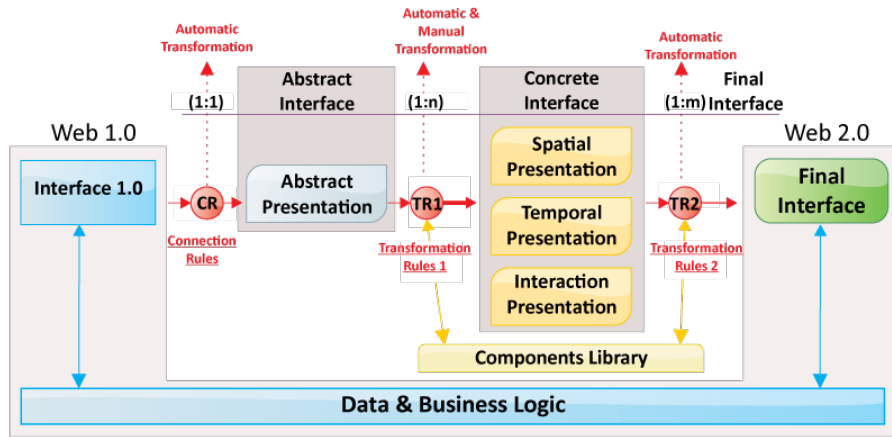 Automatic
Transformation
Automatic &
Manual
Transformation
Automatic
Transformation
Abstract
Interface
Concrete
Interface
Final
Interface
(1:1)
(1:n)
(1:m)
Web 1.0
Web 2.0
Interface 1.0
CR
Abstract
Presentation
TR1
Spatial
Presentation
Temporal
Presentation
Interaction
Presentation
TR2
Final
Interface
Connection
Rules
Transformation
Rules 1
Transformation
Rules 2
Components Library
Data & Business Logic